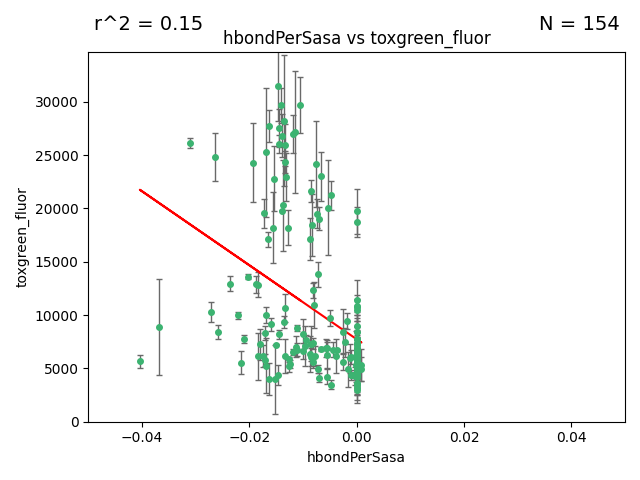 r^2 = 0.15
N = 154
hbondPerSasa vs toxgreen_fluor
toxgreen_fluor
30000
25000
20000
15000
10000
5000
0
−0.04
−0.02
0.00
0.02
0.04
hbondPerSasa